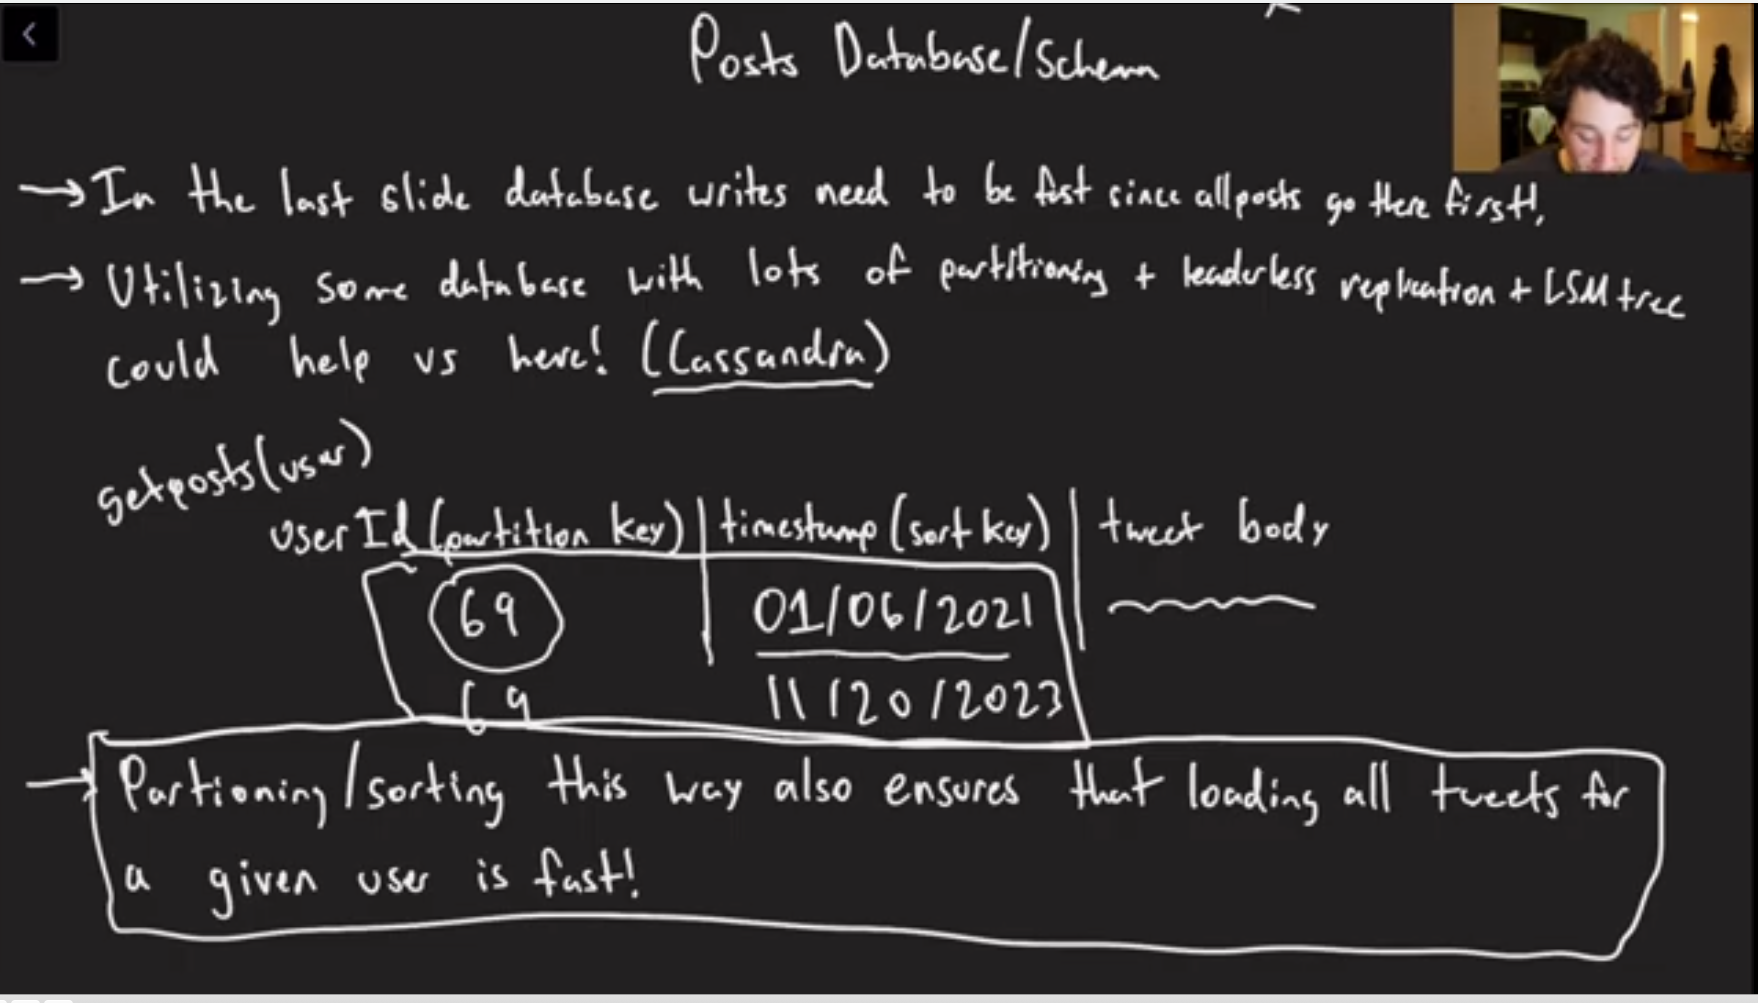 Posts Database/Schema
→ In the last slide database writes need to be fast since all posts go there first!
→ Utilizing some database with lots of partitioning + leaderless replication + LSM tree
could help us here! (Cassandra)
getposts(user)
userId (partition key) | timestamp (sort key) | tweet body
69 01/06/2021
69 11/20/2023
→ Partioning/sorting this way also ensures that loading all tweets for
a given user is fast!